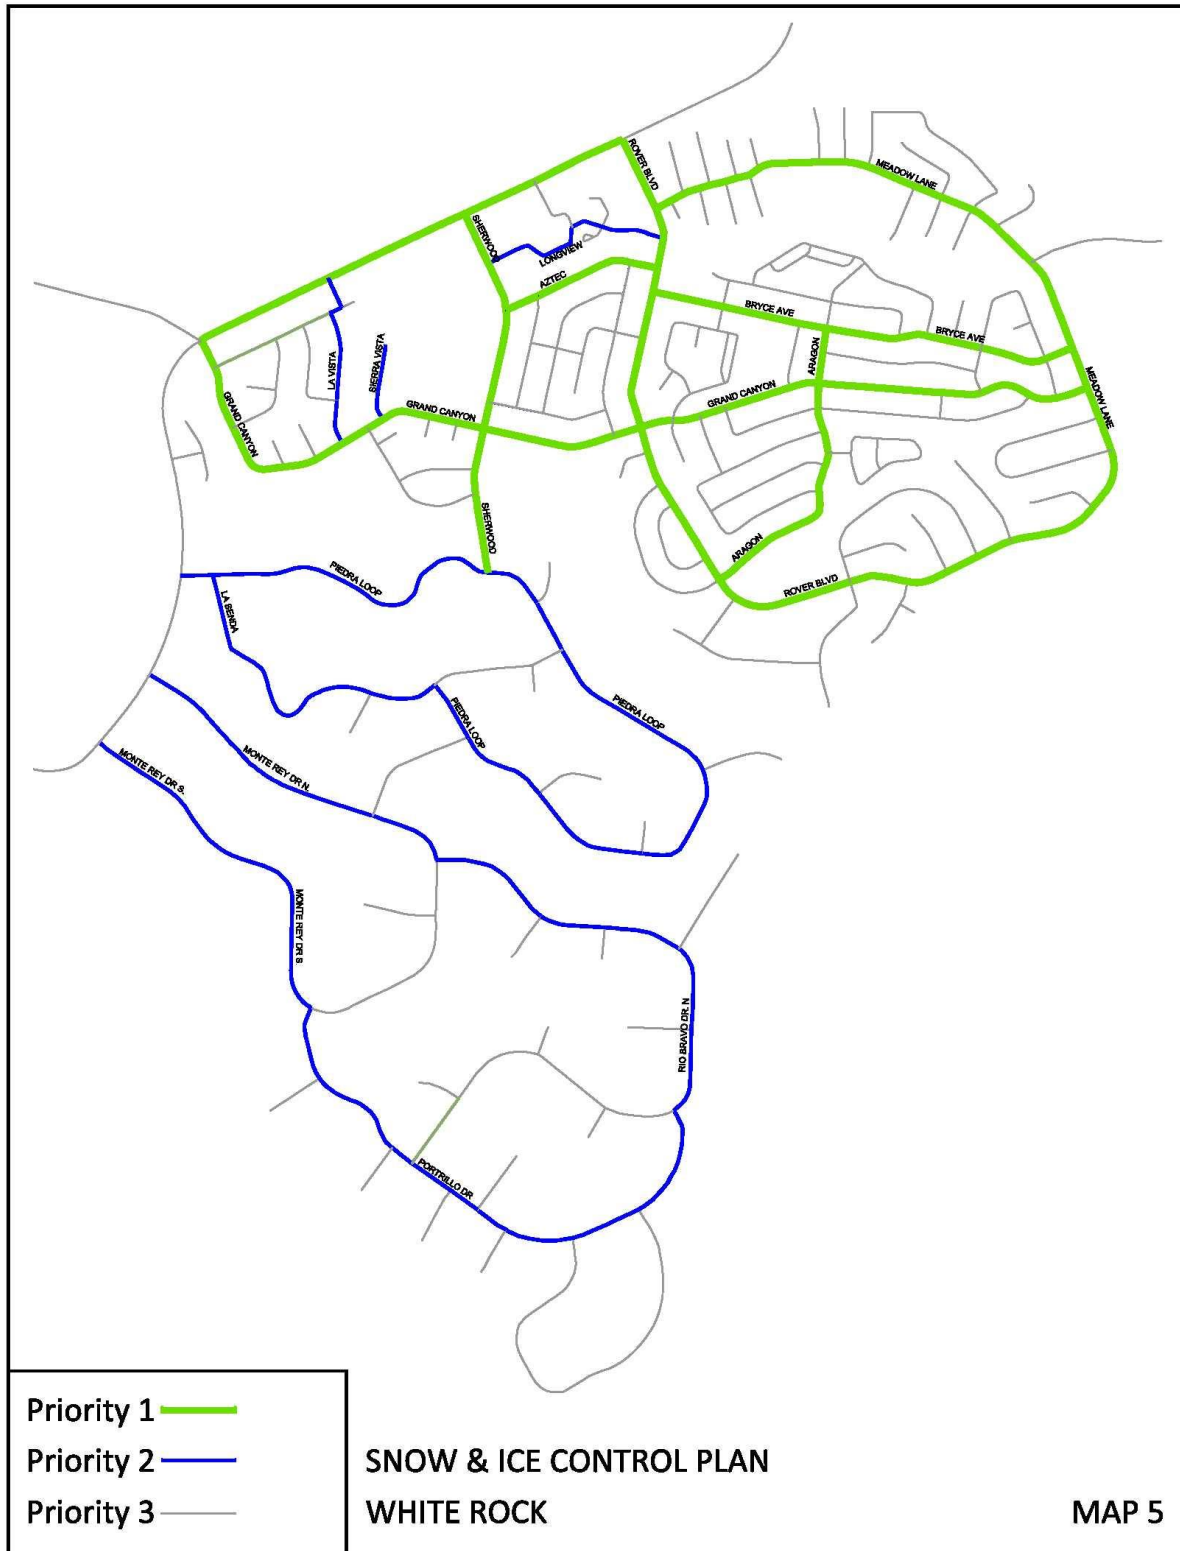 ROVER BLVD
MEADOW LANE
SHERWOOD
LONGVIEW
AZTEC
BRYCE AVE
BRYCE AVE
LA VISTA
SIERRA VISTA
ARAGON
MEADOW LANE
GRAND CANYON
GRAND CANYON
GRAND CANYON
SHERWOOD
ARAGON
PIEDRA LOOP
ROVER BLVD
LA SENDA
PIEDRA LOOP
PIEDRA LOOP
MONTE REY DR N.
MONTE REY DR S.
MONTE REY DR S.
RIO BRAVO DR. N
PORTRILLO DR
Priority 1
Priority 2
Priority 3
SNOW & ICE CONTROL PLAN
WHITE ROCK
MAP 5